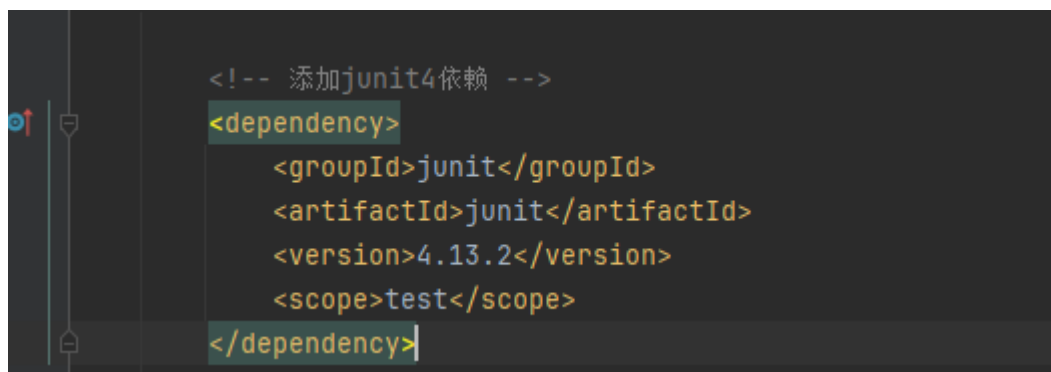 <!-- 添加junit4依赖 -->
<dependency>
<groupId>junit</groupId>
<artifactId>junit</artifactId>
<version>4.13.2</version>
<scope>test</scope>
</dependency>